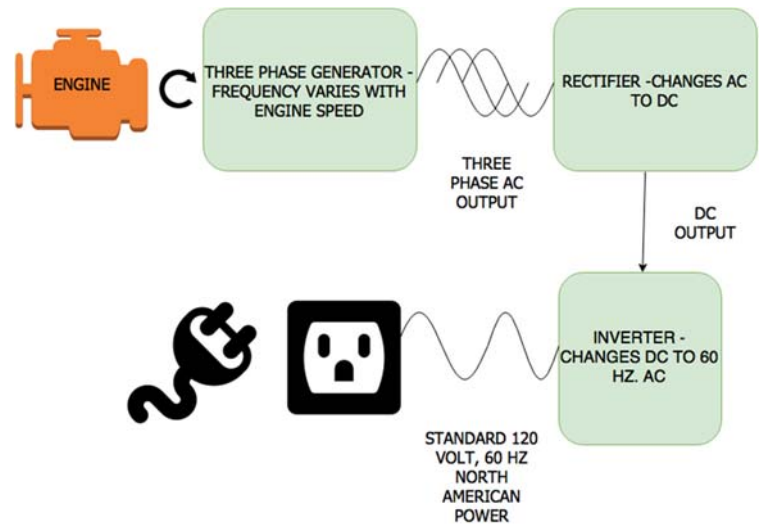 ENGINE
THREE PHASE GENERATOR -
FREQUENCY VARIES WITH
ENGINE SPEED
RECTIFIER -CHANGES AC
TO DC
THREE
PHASE AC
OUTPUT
DC
OUTPUT
INVERTER -
CHANGES DC TO 60
HZ. AC
STANDARD 120
VOLT, 60 HZ
NORTH
AMERICAN
POWER